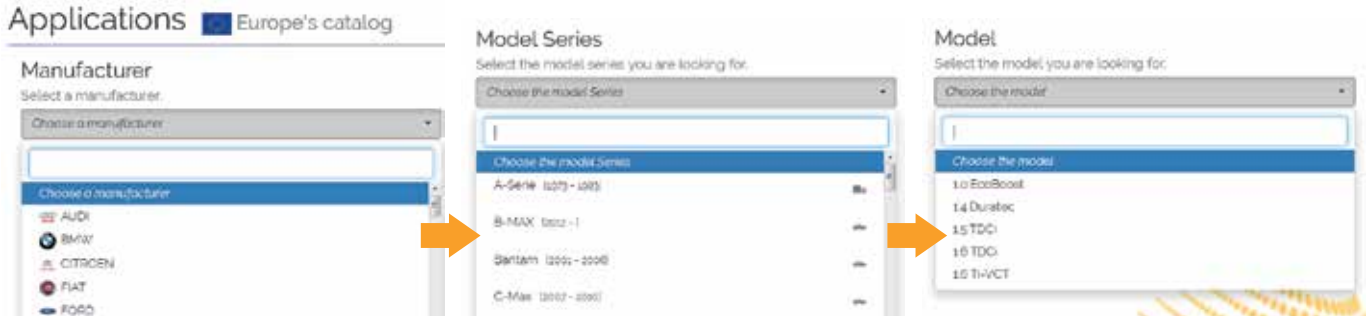 Applications Europe's catalog
Manufacturer
Select a manufacturer.
Choose a manufacturer
Choose a manufacturer
AUDI
BMW
CITROEN
FIAT
FORD
Model Series
Select the model series you are looking for.
Choose the model Series
Choose the model Series
A-Serie (1973 - 1983)
B-MAX (2012 - )
Bantam
C-Max
Model
Select the model you are looking for.
Choose the model
Choose the model
1.0 EcoBoost
1.4 Duratec
1.5 TDCi
1.6 TDCi
1.6 Ti-VCT